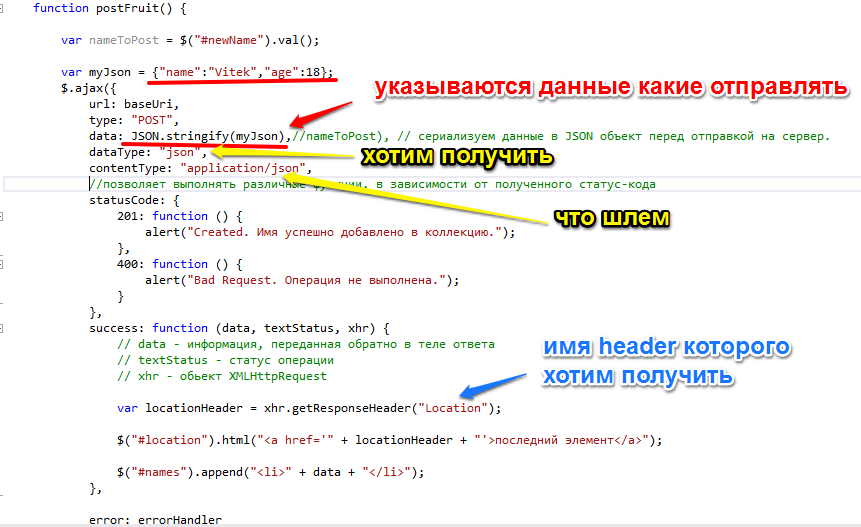 function postFruit() {
var nameToPost = $("#newName").val();
var myJson = {"name":"Vitek","age":18};
$.ajax({
указываются данные какие отправлять
url: baseUri,
type: "POST",
data: JSON.stringify(myJson),//nameToPost), // сериализуем данные в JSON объект перед отправкой на сервер.
dataType: "json",
хотим получить
contentType: "application/json",
//позволяет выполнять различные функции, в зависимости от полученного статус-кода
statusCode: {
что шлем
201: function () {
alert("Created. Имя успешно добавлено в коллекцию.");
},
400: function () {
alert("Bad Request. Операция не выполнена.");
}
},
success: function (data, textStatus, xhr) {
// data - информация, переданная обратно в теле ответа
// textStatus - статус операции
// xhr - обьект XMLHttpRequest
имя header которого
хотим получить
var locationHeader = xhr.getResponseHeader("Location");
$("#location").html("<a href='" + locationHeader + "'>последний элемент</a>");
$("#names").append("<li>" + data + "</li>");
},
error: errorHandler